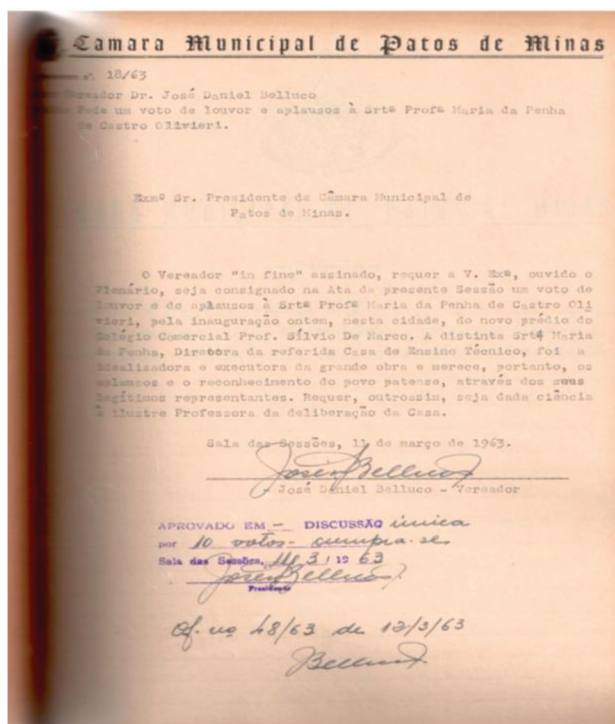 Camara Municipal de Patos de Minas
nº 18/63
Vereador Dr. José Daniel Belluco
Pede um voto de louvor e aplausos à Srtª Profª Maria da Penha
de Castro Olivieri.
Exmº Sr. Presidente da Câmara Municipal de
Patos de Minas.
O Vereador "in fine" assinado, requer a V. Exª, ouvido o
Plenário, seja consignado na Ata da presente Sessão um voto de
louvor e de aplausos à Srtª Profª Maria da Penha de Castro Oli
vieri, pela inauguração ontem, nesta cidade, do novo prédio do
Colégio Comercial Prof. Sílvio De Marco. A distinta Srtª Maria
da Penha, Diretora da referida Casa de Ensino Técnico, foi a
idealizadora e executora da grande obra e merece, portanto, os
aplausos e o reconhecimento do povo patense, através dos seus
legítimos representantes. Requer, outrossim, seja dada ciência
à ilustre Professora da deliberação da Casa.
Sala das Sessões, 11 de março de 1963.
- José Daniel Belluco - Vereador
APROVADO EM — DISCUSSÃO única
por 10 votos - cumpra-se
Sala das Sessões, 11/3/1963
Presidente
Of. nº 48/63 de 12/3/63
Belluco